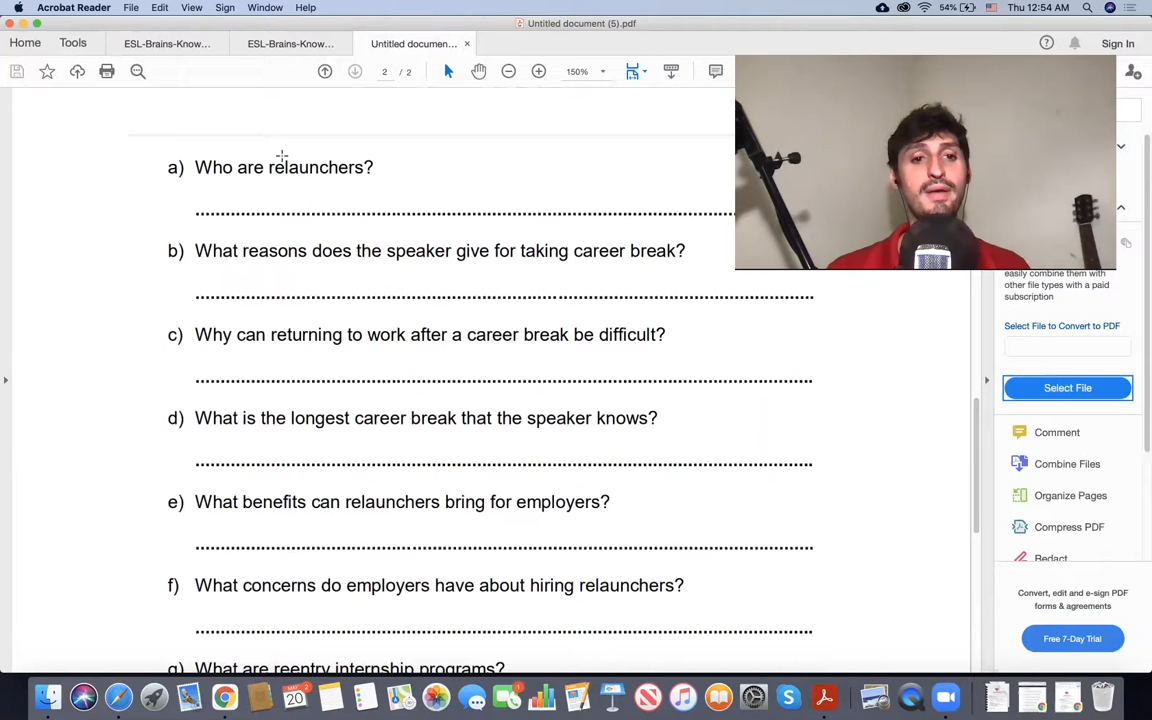 Acrobat Reader File Edit View Sign Window Help 54% Thu 12:54 AM
Untitled document (5).pdf
Home Tools ESL-Brains-Know... ESL-Brains-Know... Untitled documen... × Sign In
2 / 2 150%
a) Who are relaunchers?
b) What reasons does the speaker give for taking career break?
c) Why can returning to work after a career break be difficult?
d) What is the longest career break that the speaker knows?
e) What benefits can relaunchers bring for employers?
f) What concerns do employers have about hiring relaunchers?
g) What are reentry internship programs?
easily combine them with
other file types with a paid
subscription
Select File to Convert to PDF
Select File
Comment
Combine Files
Organize Pages
Compress PDF
Redact
Convert, edit and e-sign PDF
forms & agreements
Free 7-Day Trial
MAY
20
2
1